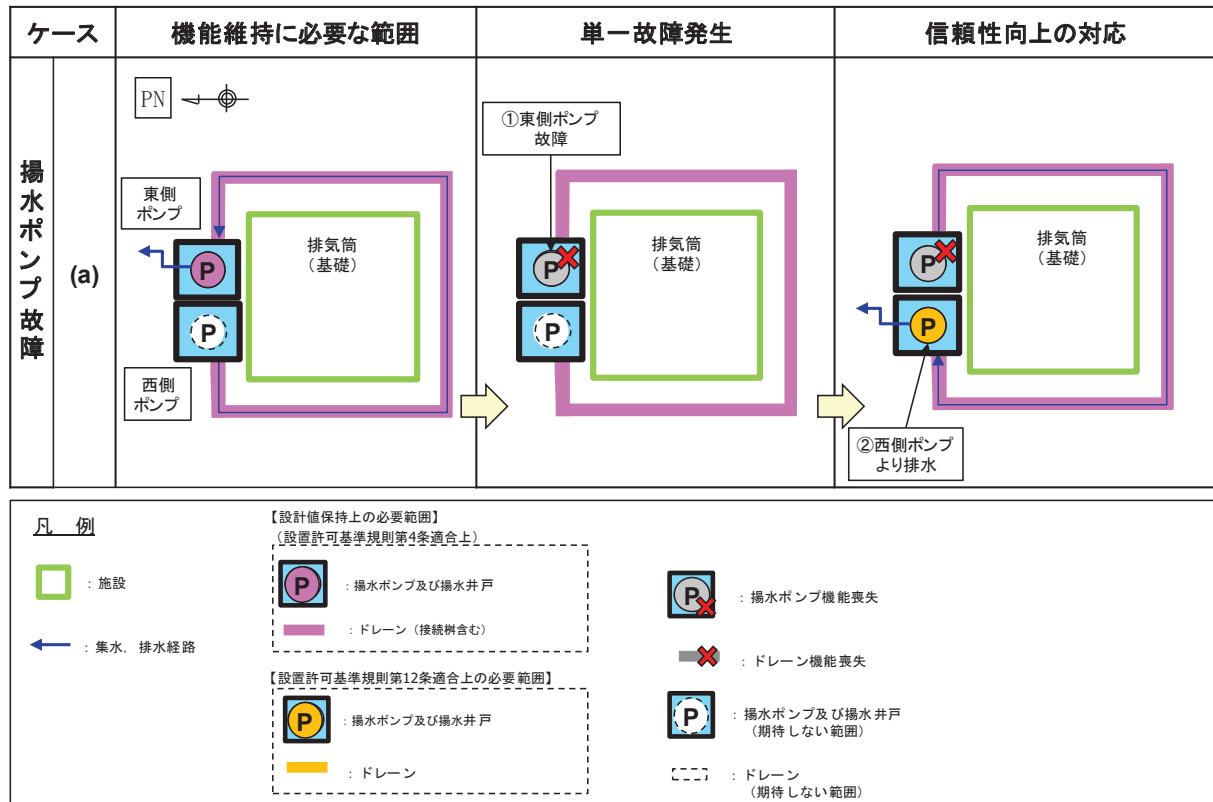 ケース
機能維持に必要な範囲
単一故障発生
信頼性向上の対応
揚水ポンプ故障
(a)
PN
東側
ポンプ
P
P
西側
ポンプ
排気筒
(基礎)
①東側ポンプ
故障
P
P
排気筒
(基礎)
P
P
排気筒
(基礎)
②西側ポンプ
より排水
凡 例
:施設
:集水,排水経路
【設計値保持上の必要範囲】
(設置許可基準規則第4条適合上)
P
:揚水ポンプ及び揚水井戸
:ドレーン(接続桝含む)
【設置許可基準規則第12条適合上の必要範囲】
P
:揚水ポンプ及び揚水井戸
:ドレーン
P
:揚水ポンプ機能喪失
:ドレーン機能喪失
P
:揚水ポンプ及び揚水井戸
(期待しない範囲)
:ドレーン
(期待しない範囲)